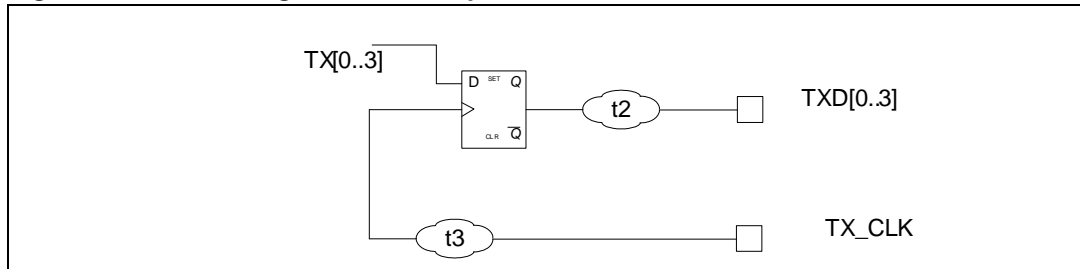 TX[0..3]
D SET Q
CLR Q
t2
TXD[0..3]
t3
TX_CLK